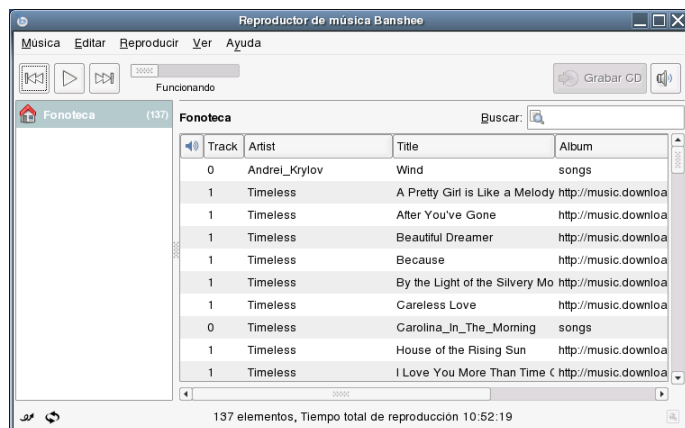 Reproductor de música Banshee
Música Editar Reproducir Ver Ayuda
Funcionando
Grabar CD
Fonoteca (137)
Fonoteca
Buscar:
Track Artist Title Album
0 Andrei_Krylov Wind songs
1 Timeless A Pretty Girl is Like a Melody http://music.downloa
1 Timeless After You've Gone http://music.downloa
1 Timeless Beautiful Dreamer http://music.downloa
1 Timeless Because http://music.downloa
1 Timeless By the Light of the Silvery Mo http://music.downloa
1 Timeless Careless Love http://music.downloa
0 Timeless Carolina_In_The_Morning songs
1 Timeless House of the Rising Sun http://music.downloa
1 Timeless I Love You More Than Time ( http://music.downloa
137 elementos, Tiempo total de reproducción 10:52:19